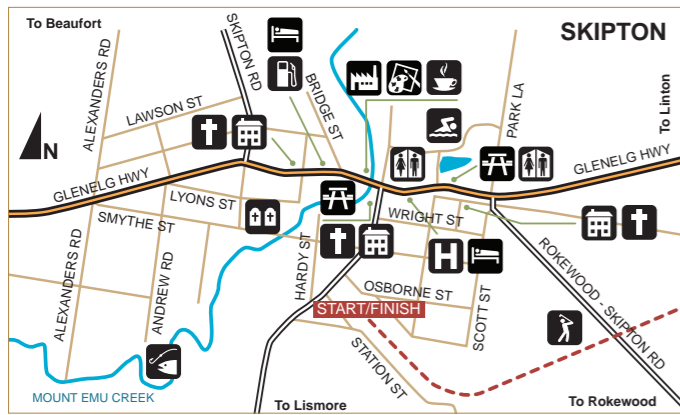 To Beaufort
SKIPTON
ALEXANDERS RD
SKIPTON RD
BRIDGE ST
PARK LA
To Linton
LAWSON ST
N
GLENELG HWY
GLENELG HWY
LYONS ST
SMYTHE ST
WRIGHT ST
H
HARDY ST
ALEXANDERS RD
ANDREW RD
OSBORNE ST
START/FINISH
SCOTT ST
ROKEWOOD - SKIPTON RD
STATION ST
MOUNT EMU CREEK
To Lismore
To Rokewood